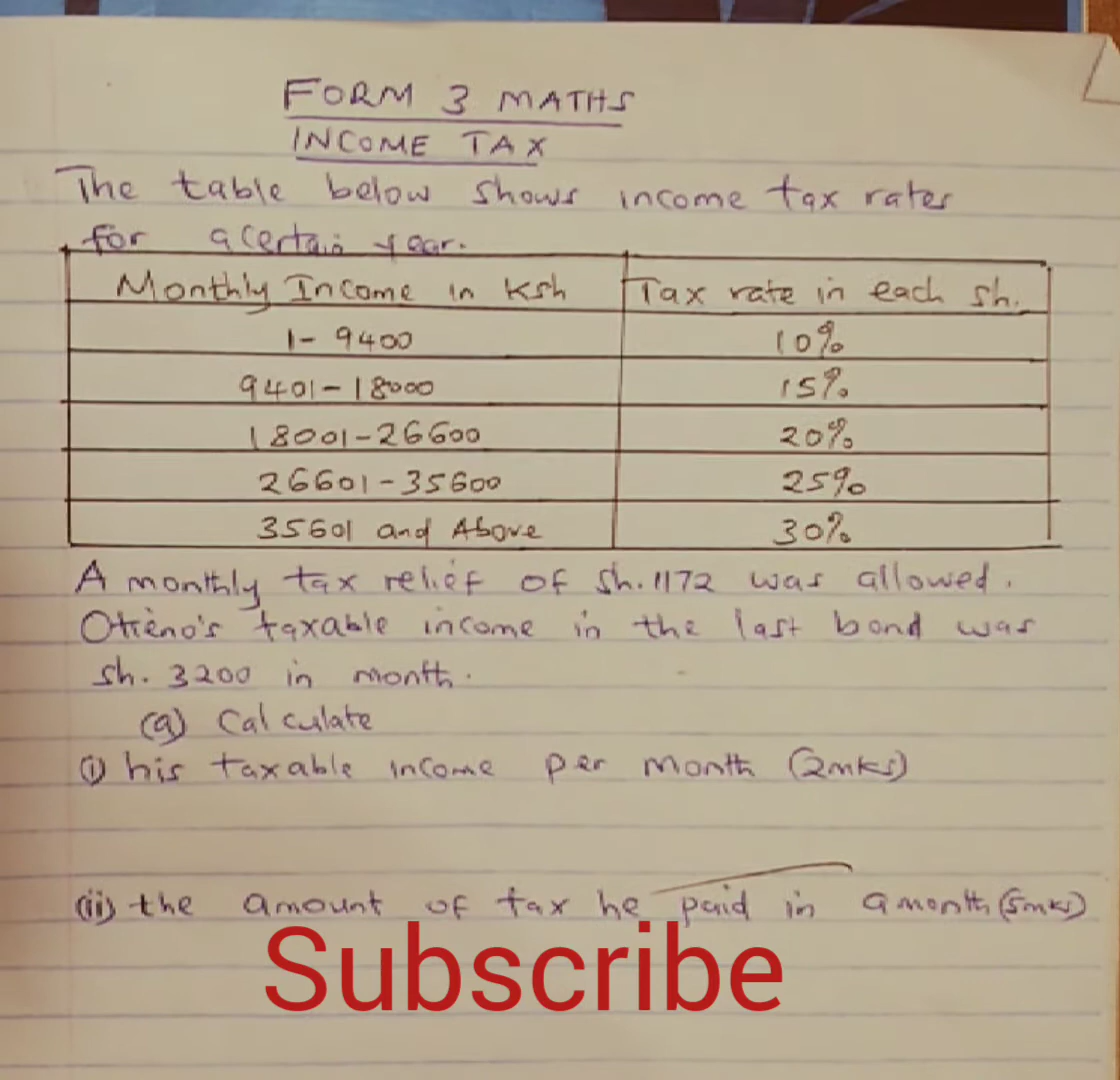 FORM 3 MATHS
INCOME TAX
The table below shows income tax rates
for a certain year.
Monthly Income in Ksh Tax rate in each sh.
1- 9400 10%
9401-18000 15%
18001-26600 20%
26601-35600 25%
35601 and Above 30%
A monthly tax relief of Sh.1172 was allowed.
Otieno's taxable income in the last band was
Sh. 3200 in month.
(a) Calculate
(i) his taxable income per month (2mks)
(ii) the amount of tax he paid in a month (5mks)
Subscribe